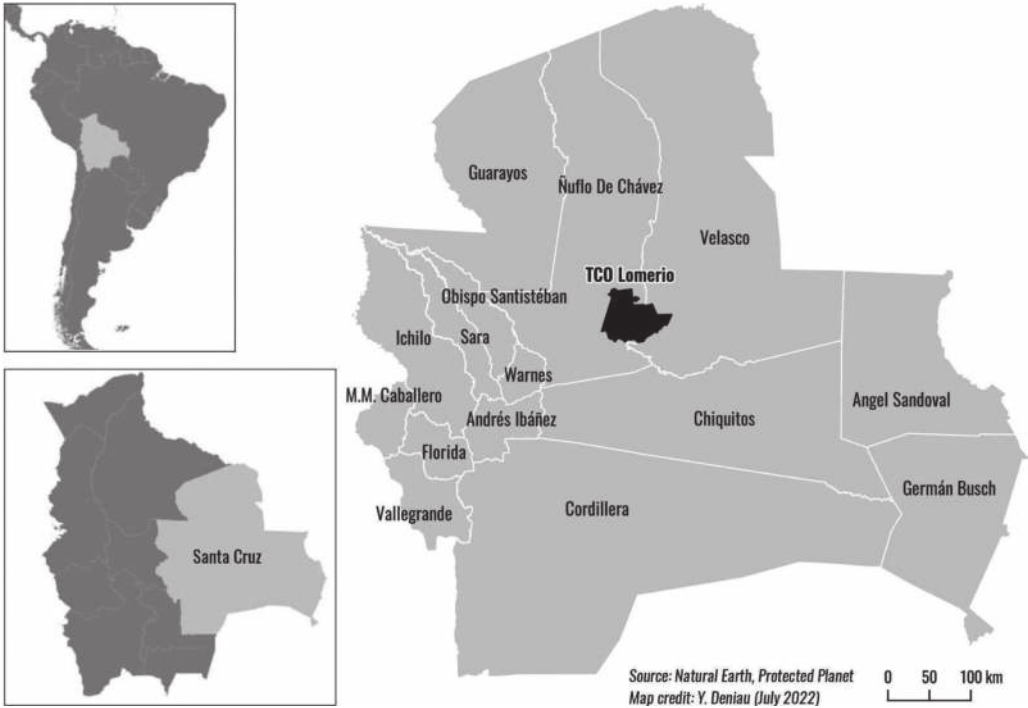 Guarayos
Ñuflo De Chávez
Velasco
TCO Lomerio
Obispo Santistéban
Ichilo
Sara
Warnes
M.M. Caballero
Andrés Ibáñez
Chiquitos
Angel Sandoval
Florida
Germán Busch
Vallegrande
Cordillera
Santa Cruz
Source: Natural Earth, Protected Planet
Map credit: Y. Deniau (July 2022)
0 50 100 km